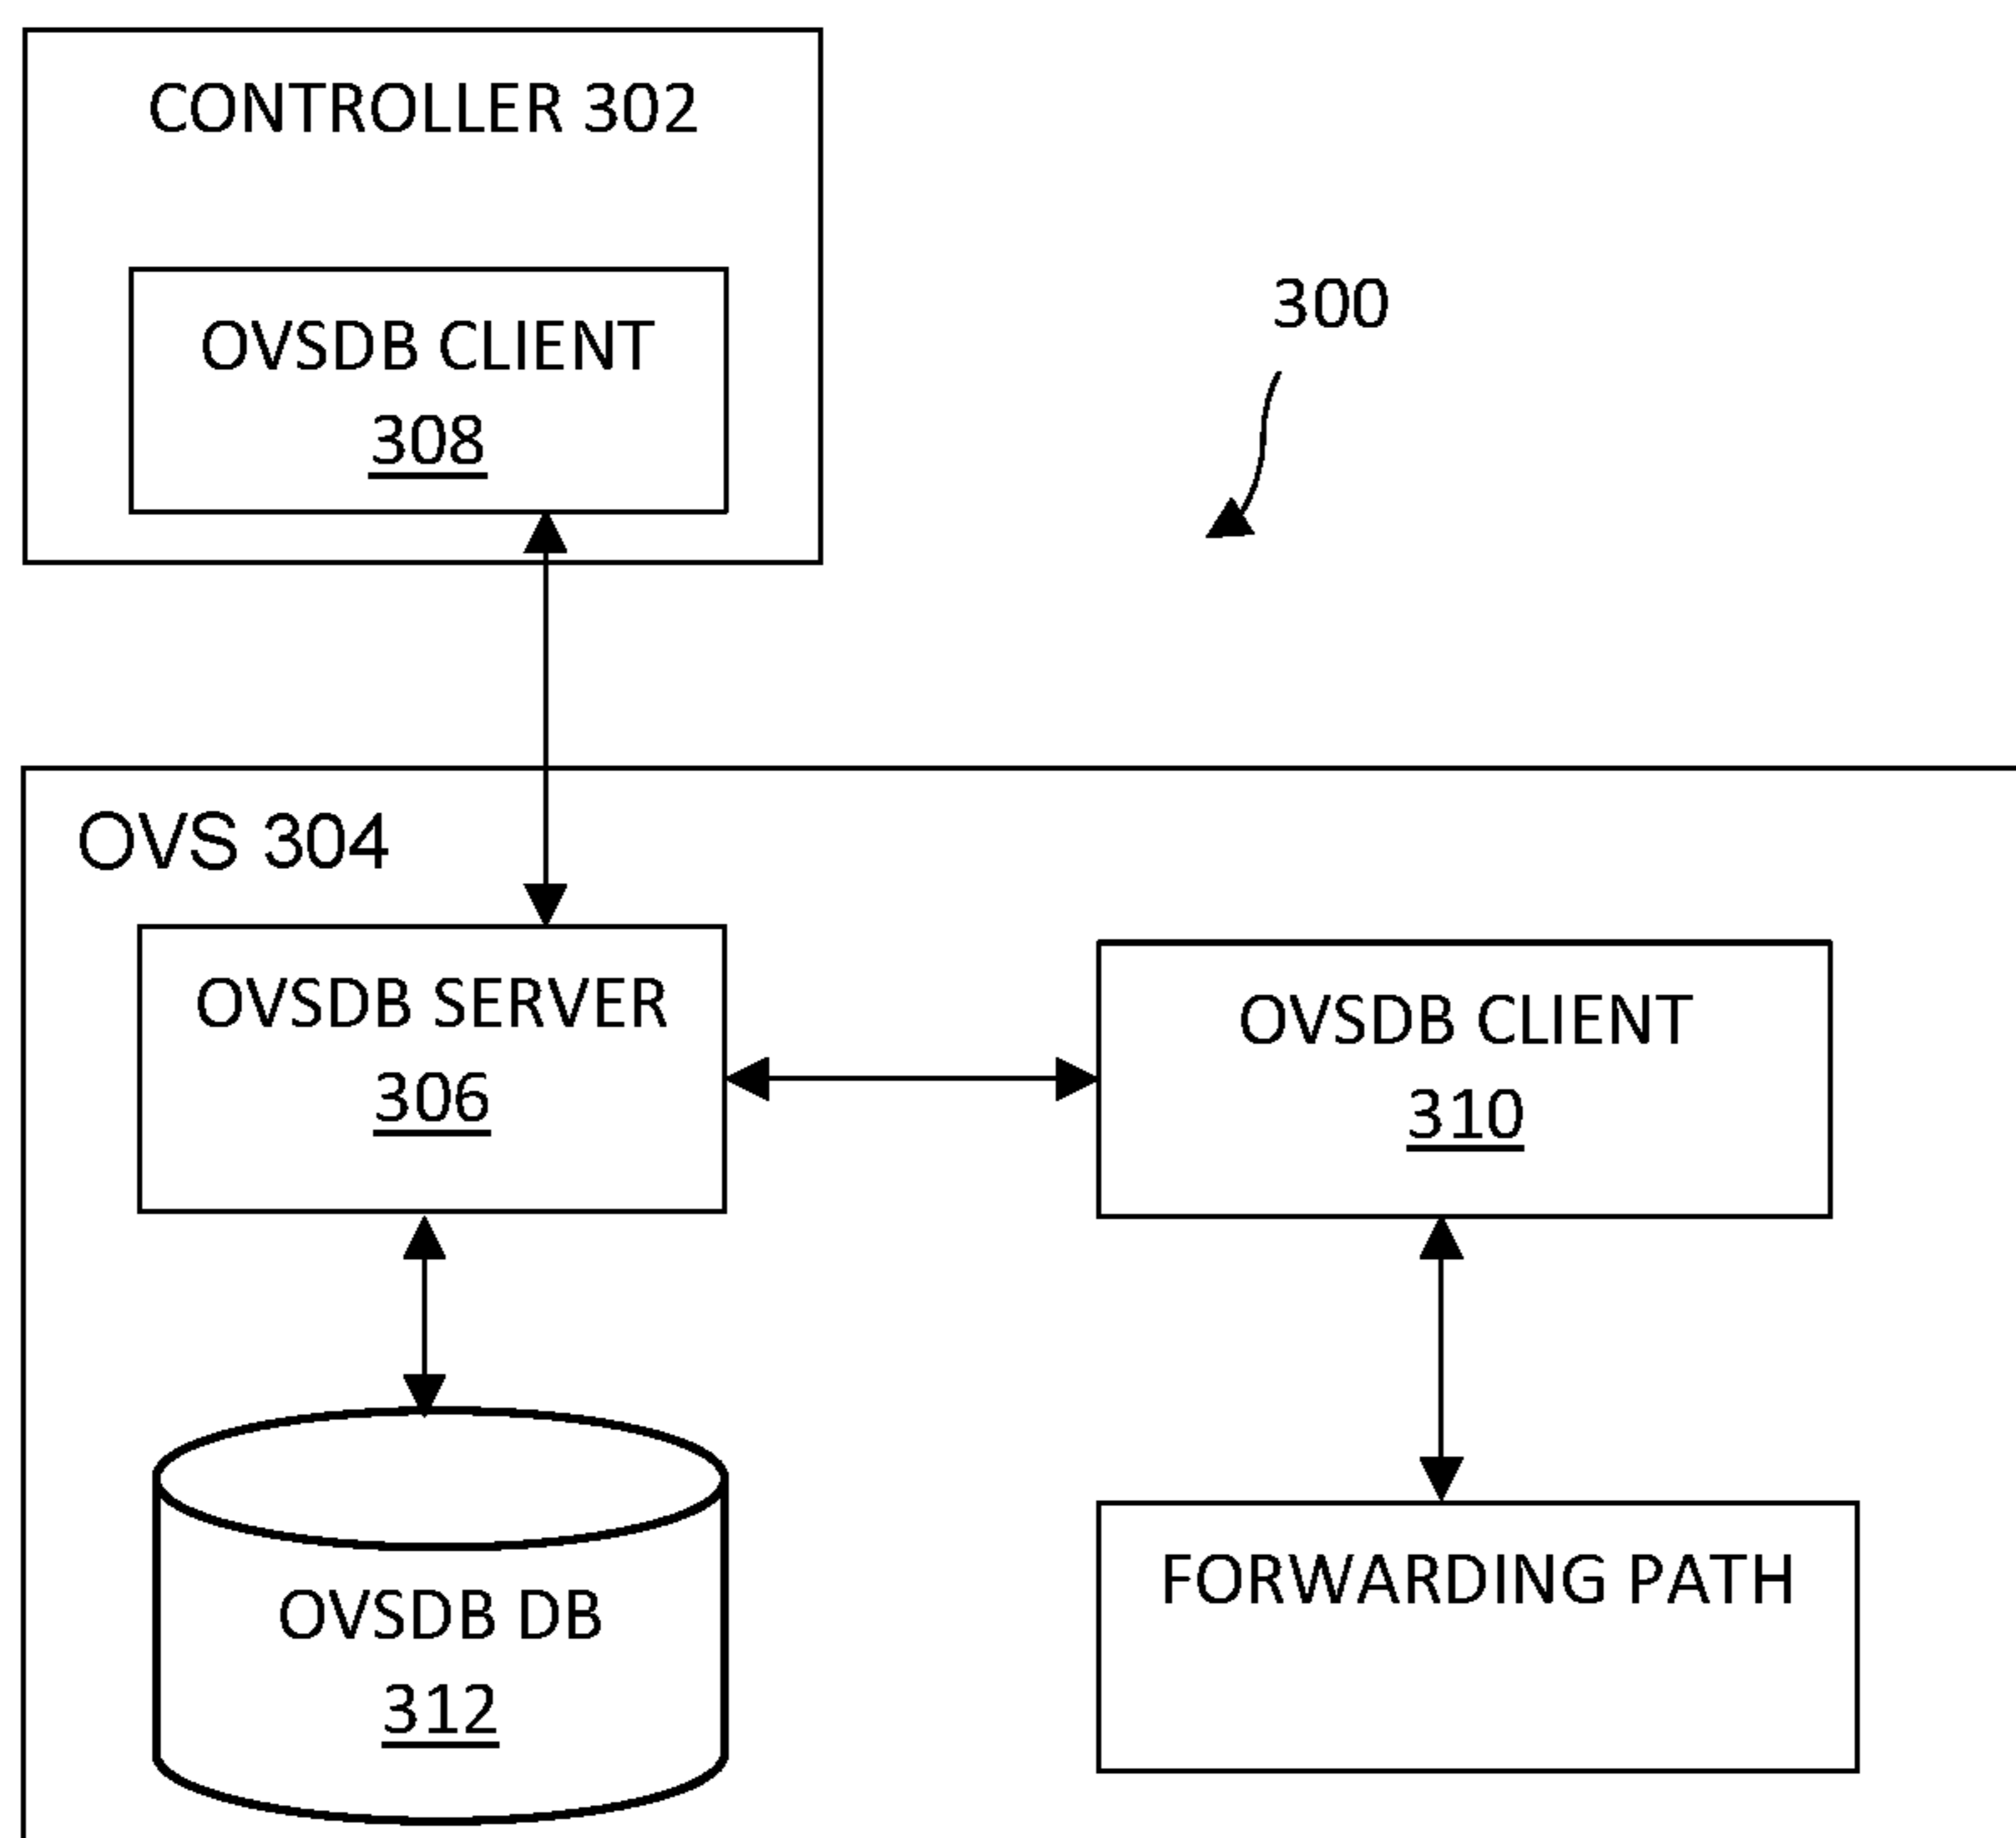 CONTROLLER 302
OVSDB CLIENT
308
300
OVS 304
OVSDB SERVER
306
OVSDB CLIENT
310
OVSDB DB
312
FORWARDING PATH